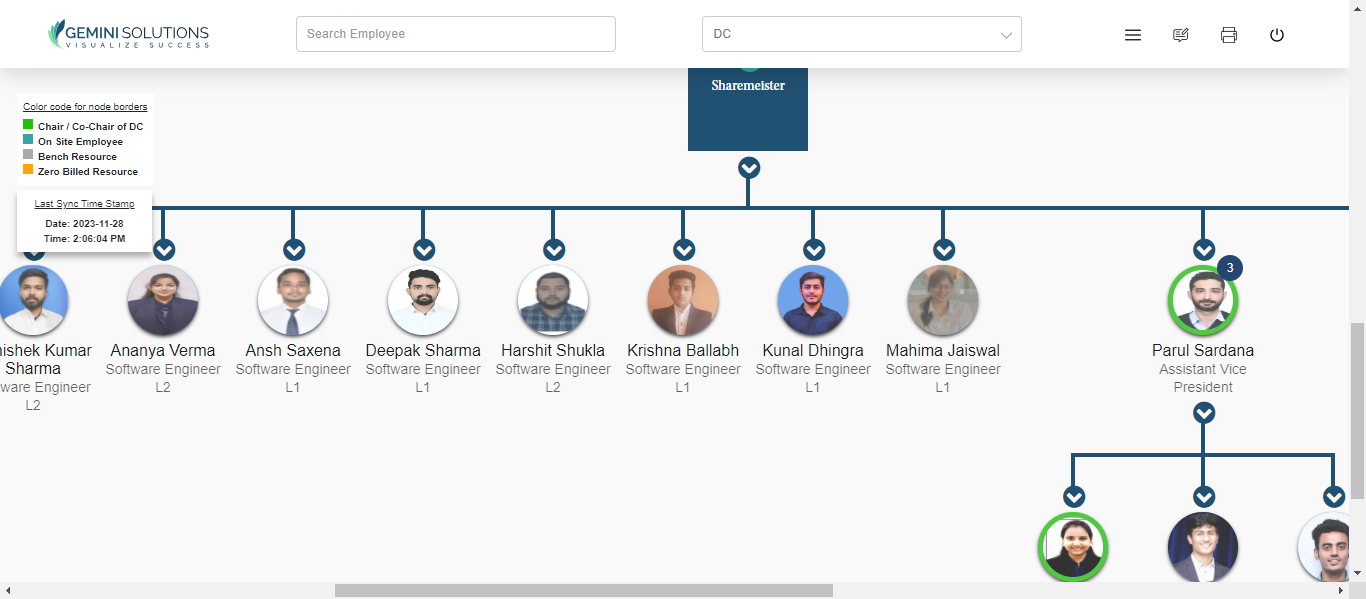 GEMINI SOLUTIONS
VISUALIZE SUCCESS
Search Employee
DC
Sharemeister
Color code for node borders
Chair / Co-Chair of DC
On Site Employee
Bench Resource
Zero Billed Resource
Last Sync Time Stamp
Date: 2023-11-28
Time: 2:06:04 PM
3
Kumar
Sharma
Engineer
L2
Ananya Verma
Software Engineer
L2
Ansh Saxena
Software Engineer
L1
Deepak Sharma
Software Engineer
L1
Harshit Shukla
Software Engineer
L2
Krishna Ballabh
Software Engineer
L1
Kunal Dhingra
Software Engineer
L1
Mahima Jaiswal
Software Engineer
L1
Parul Sardana
Assistant Vice
President